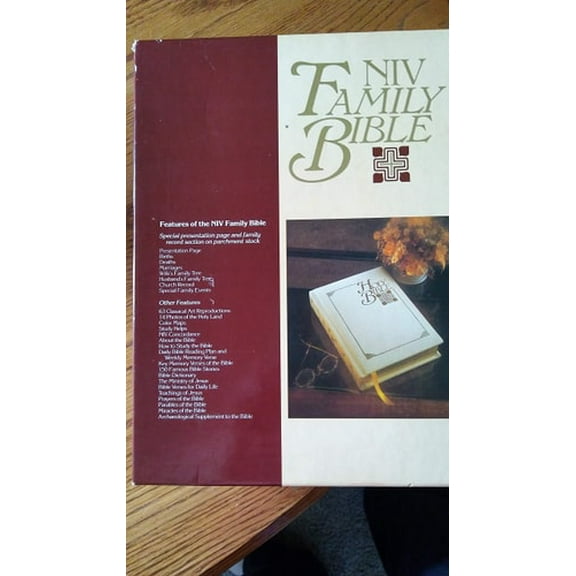 NIV
FAMILY
BIBLE
Features of the NIV Family Bible
Special presentation page and family
record section on parchment stock
Presentation Page
Births
Deaths
Marriages
Wife's Family Tree
Husband's Family Tree
Church Record
Special Family Events
Other Features
63 Classical Art Reproductions
14 Photos of the Holy Land
Color Maps
Study Helps
NIV Concordance
About the Bible
How to Study the Bible
Daily Bible Reading Plan and
Weekly Memory Verse
Key Memory Verses of the Bible
150 Famous Bible Stories
Bible Dictionary
The Ministry of Jesus
Bible Verses for Daily Life
Teachings of Jesus
Prayers of the Bible
Parables of the Bible
Miracles of the Bible
Archaeological Supplement to the Bible
HOLY
BIBLE